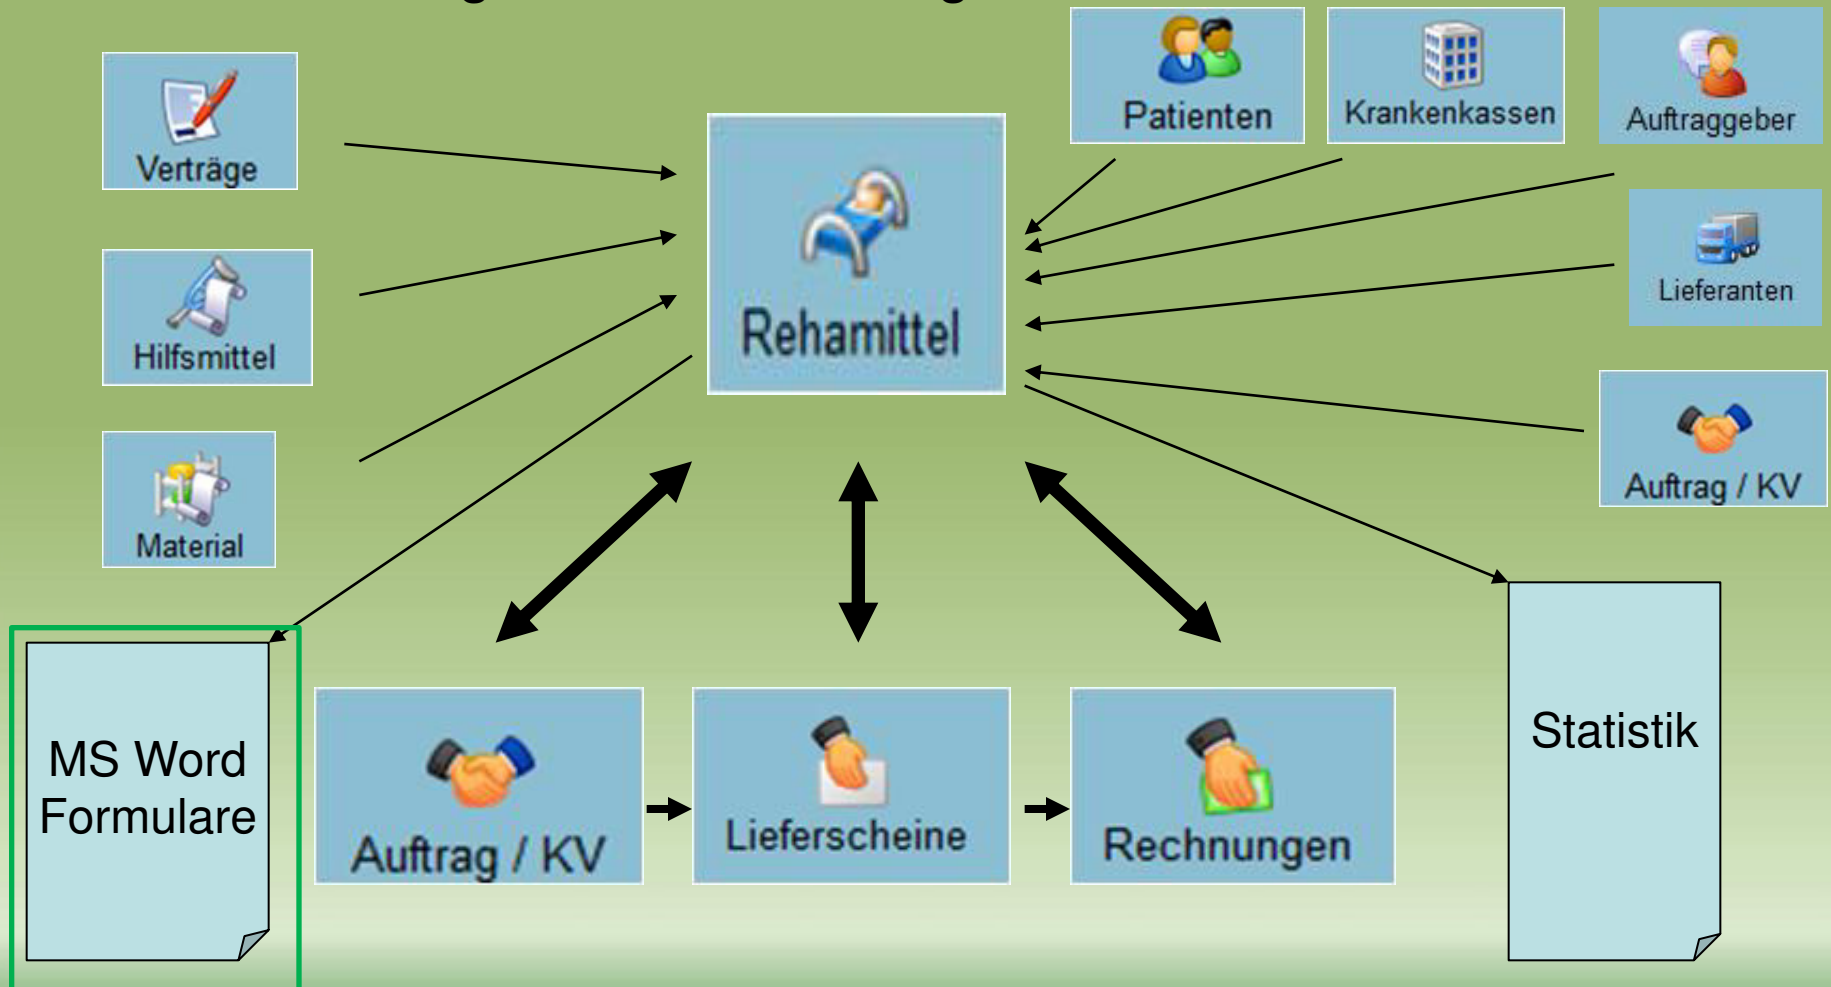 Patienten
Krankenkassen
Auftraggeber
Verträge
Lieferanten
Rehamittel
Hilfsmittel
Auftrag / KV
Material
MS Word
Formulare
Auftrag / KV
Lieferscheine
Rechnungen
Statistik